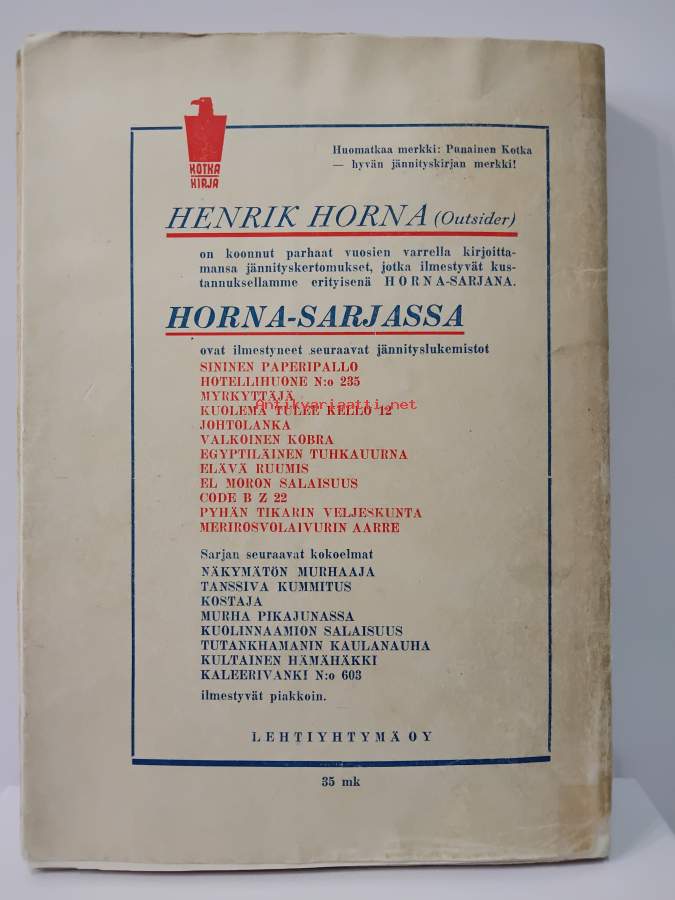 KOTKA
KIRJA
Huomatkaa merkki: Punainen Kotka
— hyvän jännityskirjan merkki!
HENRIK HORNA (Outsider)
on koonnut parhaat vuosien varrella kirjoitta-
mansa jännityskertomukset, jotka ilmestyvät kus-
tannuksellamme erityisenä HORNA-SARJANA.
HORNA-SARJASSA
ovat ilmestyneet seuraavat jännityslukemistot
SININEN PAPERIPALLO
HOTELLIHUONE N:o 235
MYRKYTTÄJÄ
KUOLEMA TULEE KELLO 12
Antikvariaatti.net
JOHTOLANKA
VALKOINEN KOBRA
EGYPTILÄINEN TUHKAUURNA
ELÄVÄ RUUMIS
EL MORON SALAISUUS
CODE B Z 22
PYHÄN TIKARIN VELJESKUNTA
MERIROSVOLAIVURIN AARRE
Sarjan seuraavat kokoelmat
NÄKYMÄTÖN MURHAAJA
TANSSIVA KUMMITUS
KOSTAJA
MURHA PIKAJUNASSA
KUOLINNAAMION SALAISUUS
TUTANKHAMANIN KAULANAUHA
KULTAINEN HÄMÄHÄKKI
KALEERIVANKI N:o 603
ilmestyvät piakkoin.
LEHTIYHTYMÄ OY
35 mk